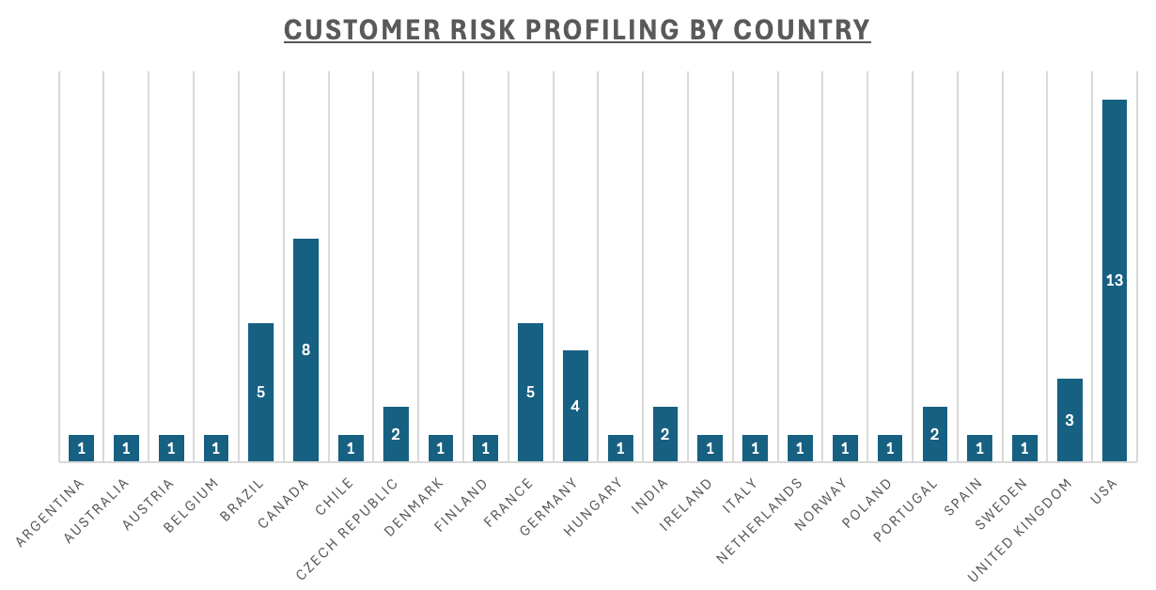 CUSTOMER RISK PROFILING BY COUNTRY
1
1
1
1
5
8
1
2
1
1
5
4
1
2
1
1
1
1
1
2
1
1
3
13
ARGENTINA
AUSTRALIA
AUSTRIA
BELGIUM
BRAZIL
CANADA
CHILE
CZECH REPUBLIC
DENMARK
FINLAND
FRANCE
GERMANY
HUNGARY
INDIA
IRELAND
ITALY
NETHERLANDS
NORWAY
POLAND
PORTUGAL
SPAIN
SWEDEN
UNITED KINGDOM
USA